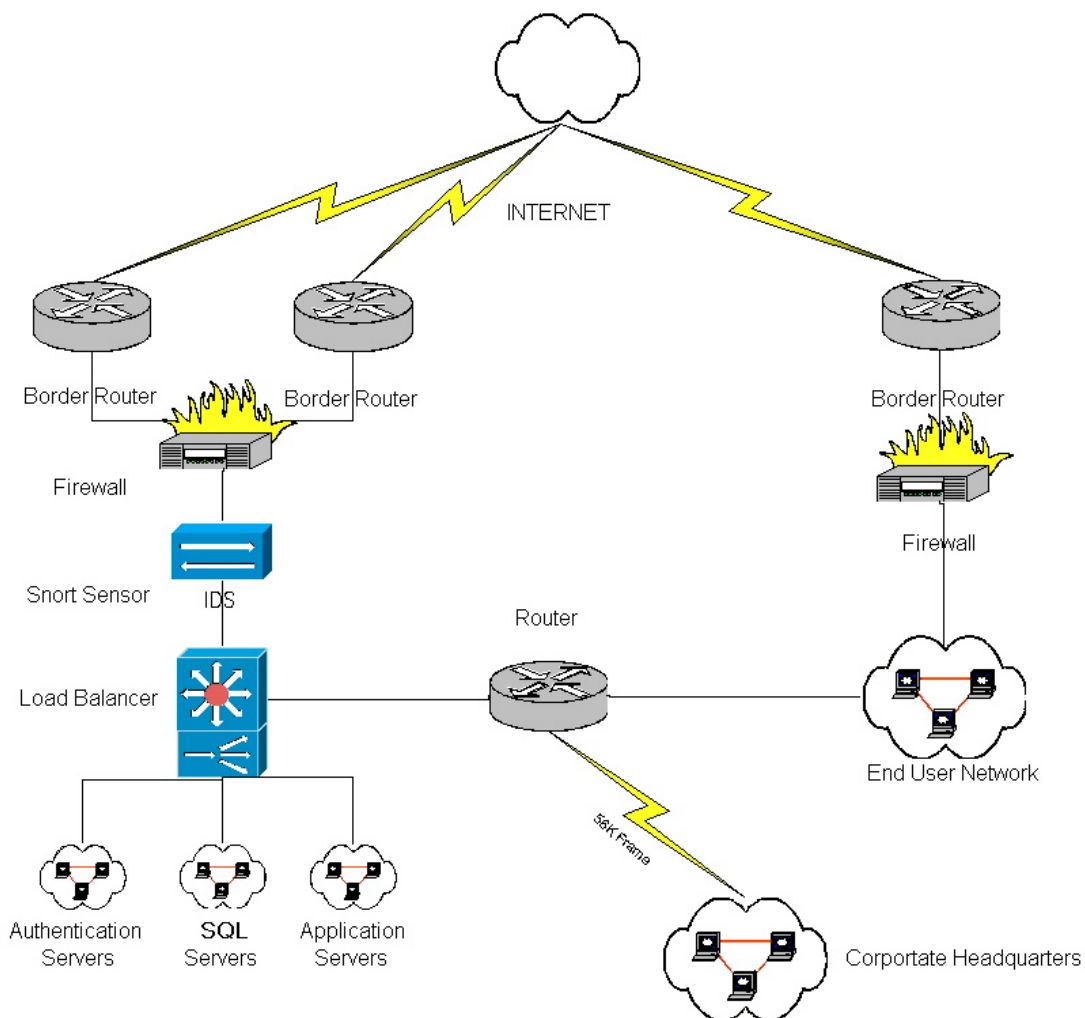 INTERNET
Border Router
Border Router
Border Router
Firewall
Firewall
Snort Sensor
IDS
Router
Load Balancer
End User Network
56K Frame
Authentication
Servers
SQL
Servers
Application
Servers
Corportate Headquarters